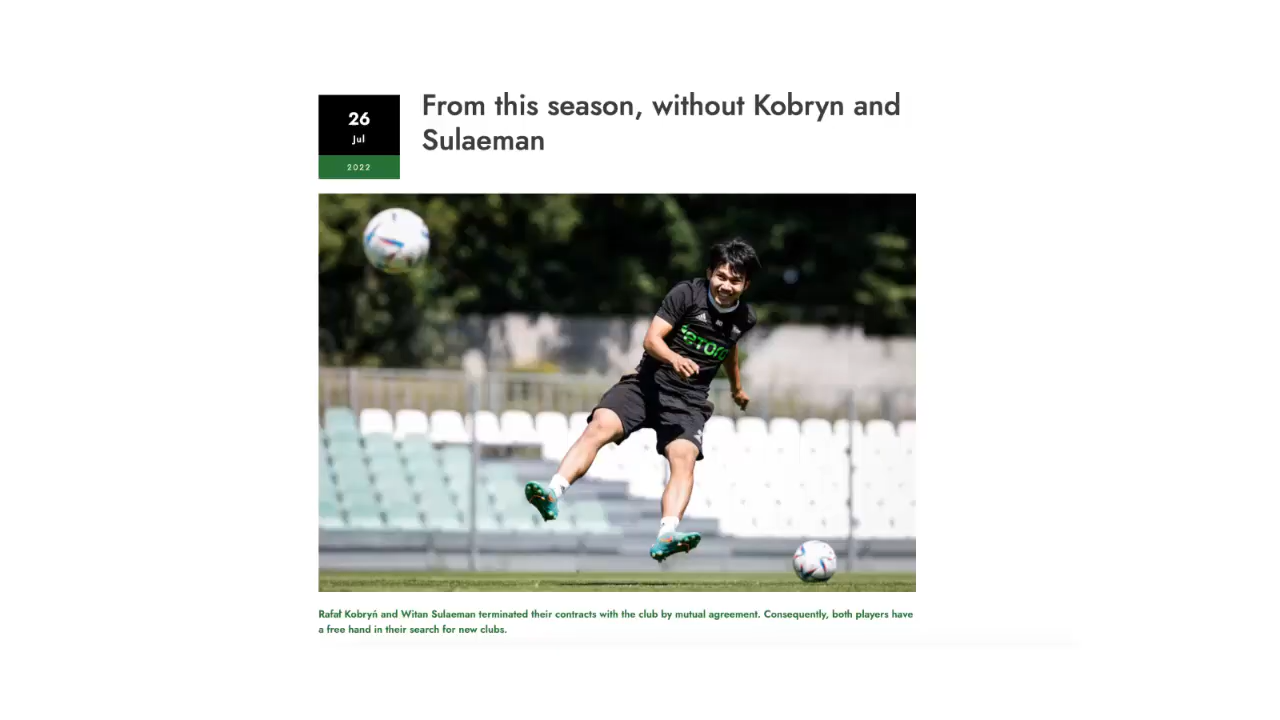 26
Jul
2022
From this season, without Kobryn and
Sulaeman
eTORO
Rafał Kobryń and Witan Sulaeman terminated their contracts with the club by mutual agreement. Consequently, both players have
a free hand in their search for new clubs.